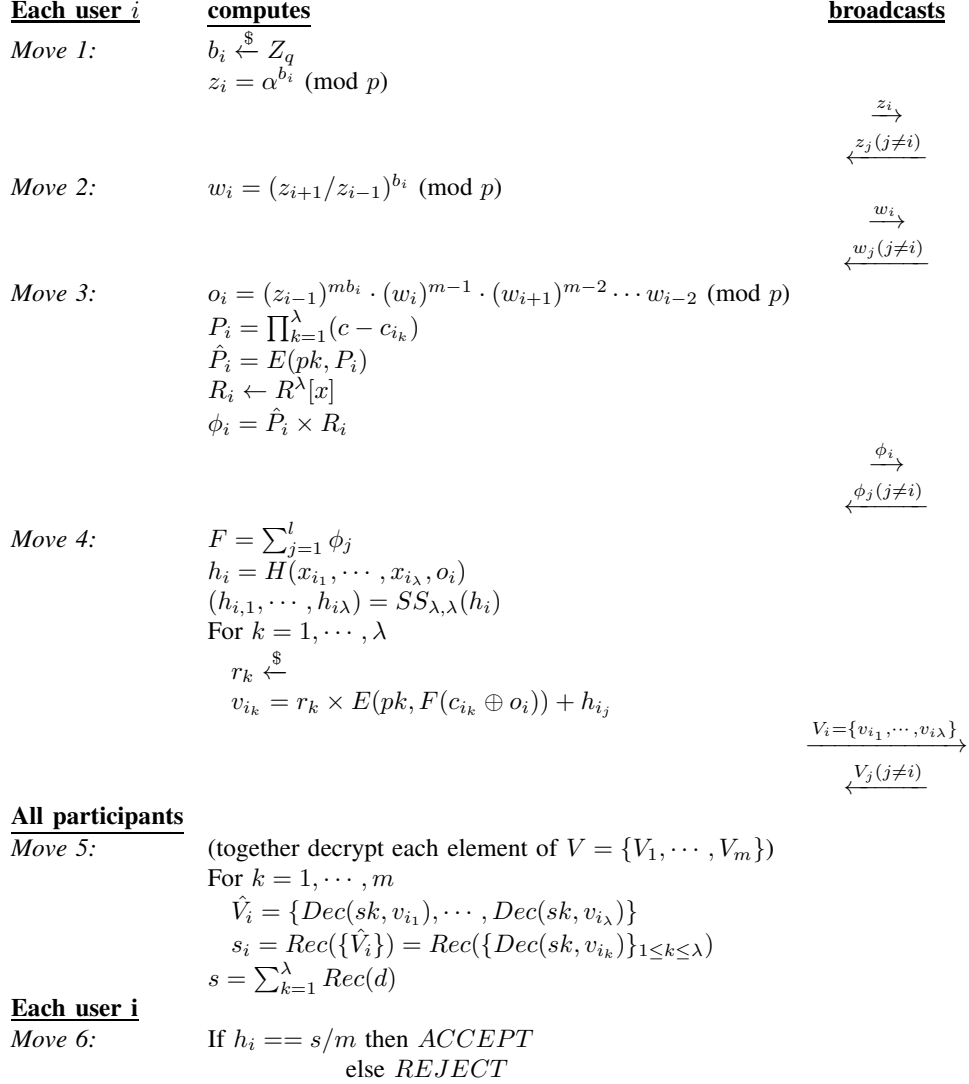 Each user i computes broadcasts
Move 1: b_i ←$ Z_q
z_i = α^{b_i} (mod p)
z_i →
z_j(j≠i) ←
Move 2: w_i = (z_{i+1}/z_{i−1})^{b_i} (mod p)
w_i →
w_j(j≠i) ←
Move 3: o_i = (z_{i−1})^{mb_i} · (w_i)^{m−1} · (w_{i+1})^{m−2} ··· w_{i−2} (mod p)
P_i = ∏_{k=1}^{λ}(c − c_{i_k})
P̂_i = E(pk, P_i)
R_i ← R^λ[x]
ϕ_i = P̂_i × R_i
ϕ_i →
ϕ_j(j≠i) ←
Move 4: F = ∑_{j=1}^{l} ϕ_j
h_i = H(x_{i_1}, ··· , x_{i_λ}, o_i)
(h_{i,1}, ··· , h_{iλ}) = SS_{λ,λ}(h_i)
For k = 1, ··· , λ
r_k ←$
v_{i_k} = r_k × E(pk, F(c_{i_k} ⊕ o_i)) + h_{i_j}
V_i={v_{i_1},··· ,v_{iλ}} →
V_j(j≠i) ←
All participants
Move 5: (together decrypt each element of V = {V_1, ··· , V_m})
For k = 1, ··· , m
V̂_i = {Dec(sk, v_{i_1}), ··· , Dec(sk, v_{i_λ})}
s_i = Rec({V̂_i}) = Rec({Dec(sk, v_{i_k})}_{1≤k≤λ})
s = ∑_{k=1}^{λ} Rec(d)
Each user i
Move 6: If h_i == s/m then ACCEPT
else REJECT